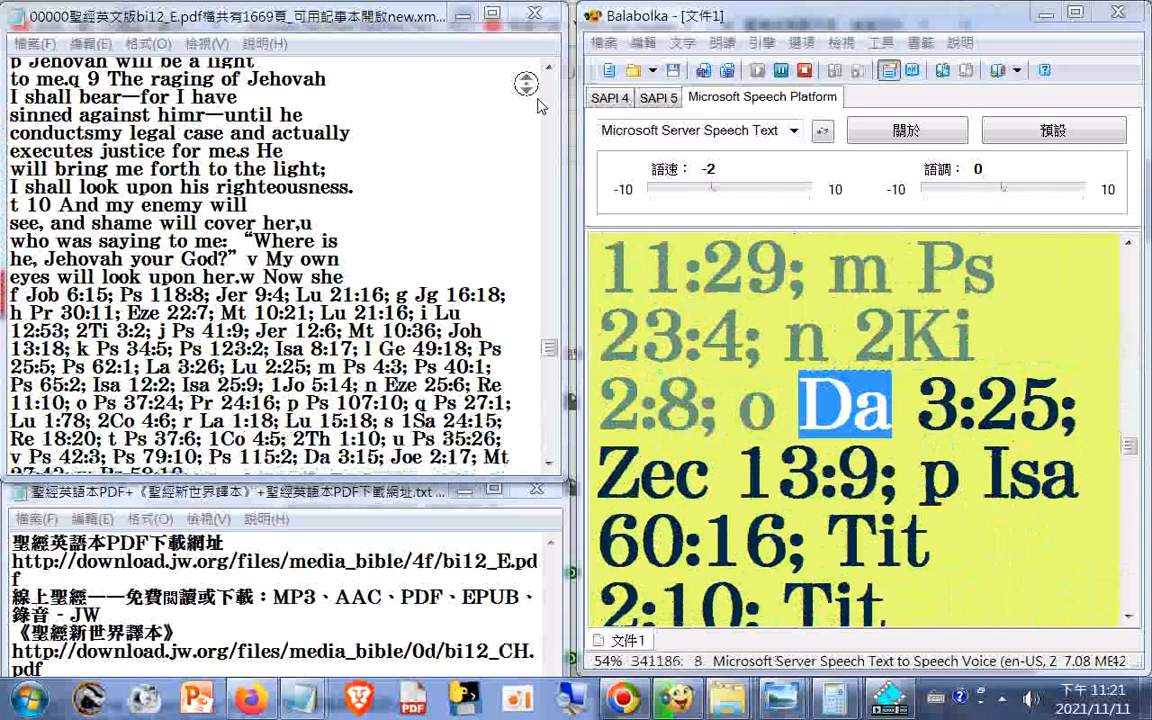 00000聖經英文版bi12_E.pdf檔共有1669頁_可用記事本開啟new.xm...
檔案(F) 編輯(E) 格式(O) 檢視(V) 說明(H)
p Jehovah will be a light
to me.q 9 The raging of Jehovah
I shall bear—for I have
sinned against himr—until he
conductsmy legal case and actually
executes justice for me.s He
will bring me forth to the light;
I shall look upon his righteousness.
t 10 And my enemy will
see, and shame will cover her,u
who was saying to me: “Where is
he, Jehovah your God?” v My own
eyes will look upon her.w Now she
f Job 6:15; Ps 118:8; Jer 9:4; Lu 21:16; g Jg 16:18;
h Pr 30:11; Eze 22:7; Mt 10:21; Lu 21:16; i Lu
12:53; 2Ti 3:2; j Ps 41:9; Jer 12:6; Mt 10:36; Joh
13:18; k Ps 34:5; Ps 123:2; Isa 8:17; l Ge 49:18; Ps
25:5; Ps 62:1; La 3:26; Lu 2:25; m Ps 4:3; Ps 40:1;
Ps 65:2; Isa 12:2; Isa 25:9; 1Jo 5:14; n Eze 25:6; Re
11:10; o Ps 37:24; Pr 24:16; p Ps 107:10; q Ps 27:1;
Lu 1:78; 2Co 4:6; r La 1:18; Lu 15:18; s 1Sa 24:15;
Re 18:20; t Ps 37:6; 1Co 4:5; 2Th 1:10; u Ps 35:26;
v Ps 42:3; Ps 79:10; Ps 115:2; Da 3:15; Joe 2:17; Mt
聖經英語本PDF+《聖經新世界譯本》+聖經英語本PDF下載網址.txt ...
檔案(F) 編輯(E) 格式(O) 檢視(V) 說明(H)
聖經英語本PDF下載網址
http://download.jw.org/files/media_bible/4f/bi12_E.pd
f
線上聖經——免費閱讀或下載：MP3、AAC、PDF、EPUB、
錄音 - JW
《聖經新世界譯本》
http://download.jw.org/files/media_bible/0d/bi12_CH.
pdf
Balabolka - [文件1]
檔案 編輯 文字 朗讀 引擎 選項 檢視 工具 書籤 說明
SAPI 4 SAPI 5 Microsoft Speech Platform
Microsoft Server Speech Text 關於 預設
語速： -2 語調： 0
-10 10 -10 10
11:29; m Ps
23:4; n 2Ki
2:8; o Da 3:25;
Zec 13:9; p Isa
60:16; Tit
2:10; Tit
文件1
54% 341186: 8 Microsoft Server Speech Text to Speech Voice (en-US, Z 7.08 ME42
下午 11:21
2021/11/11